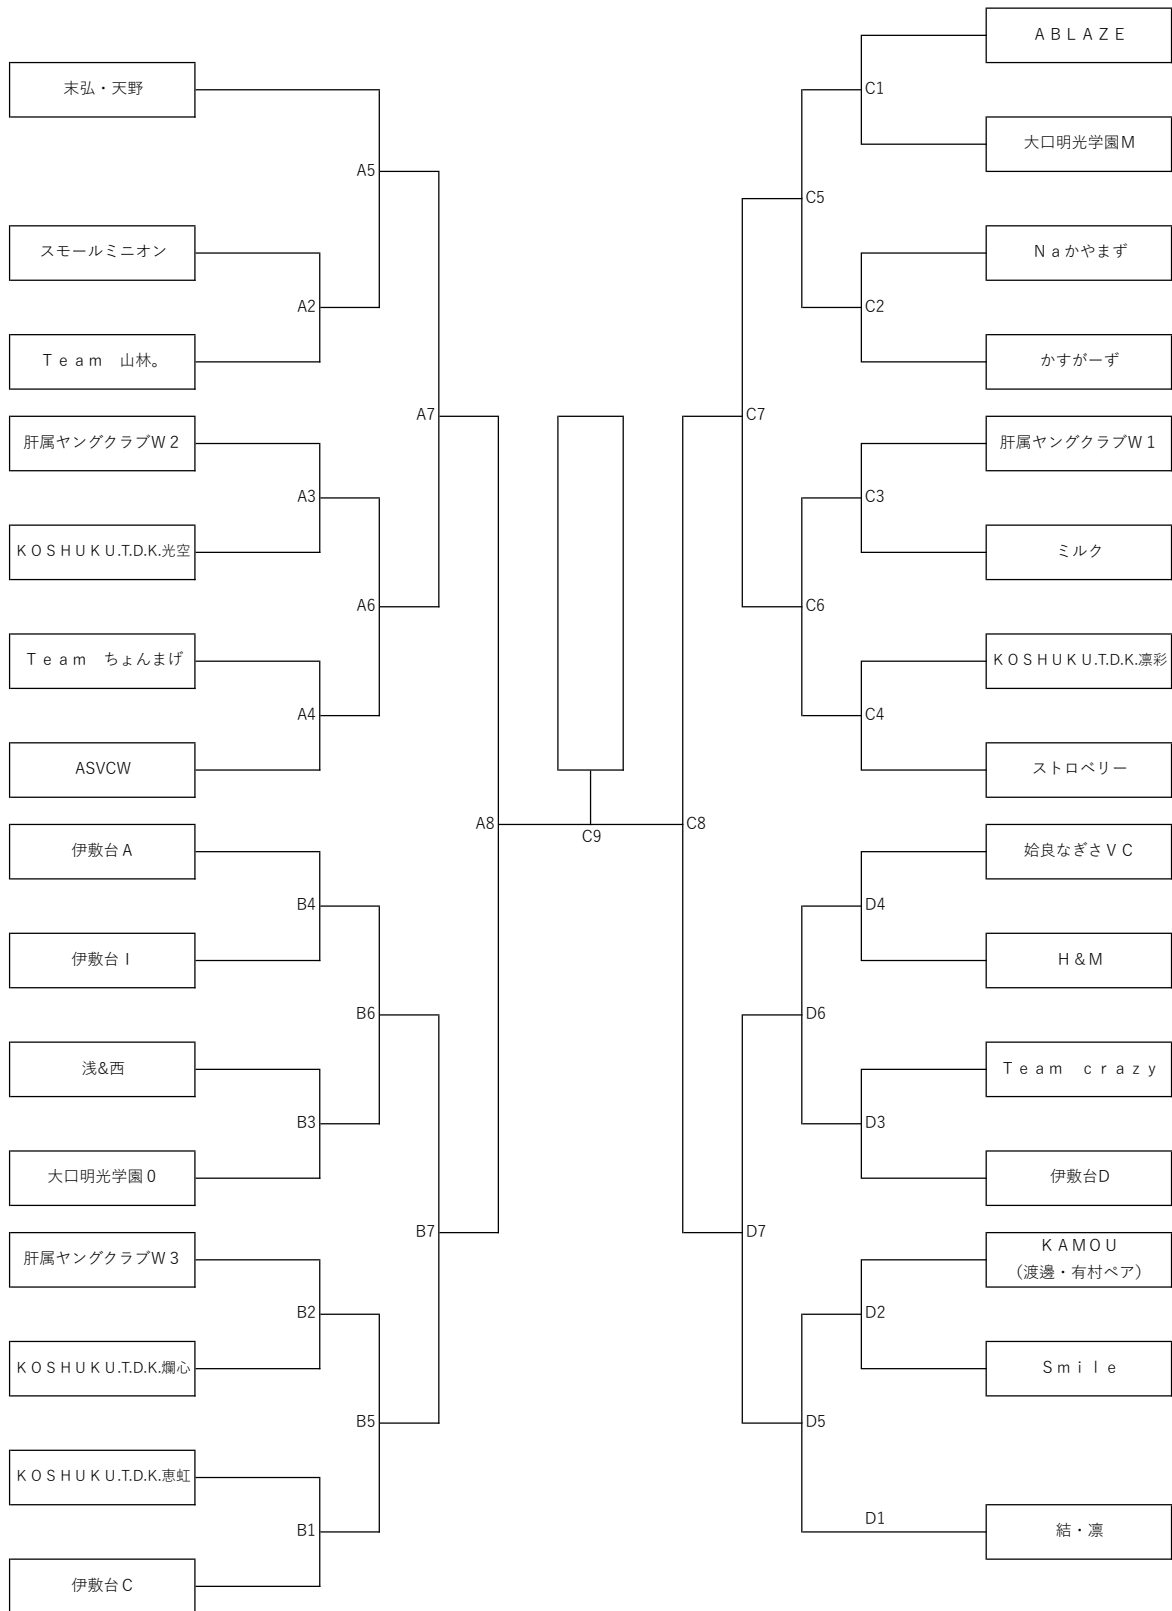 末弘・天野
スモールミニオン
Ｔｅａｍ　山林。
肝属ヤングクラブＷ２
ＫＯＳＨＵＫＵ.T.D.K.光空
Ｔｅａｍ　ちょんまげ
ASVCW
伊敷台Ａ
伊敷台Ｉ
浅&西
大口明光学園０
肝属ヤングクラブＷ３
ＫＯＳＨＵＫＵ.T.D.K.爛心
ＫＯＳＨＵＫＵ.T.D.K.恵虹
伊敷台Ｃ
A2
A3
A4
B4
B3
B2
B1
A5
A6
B6
B5
A7
B7
A8
C9
C8
C7
D7
C5
C6
D6
D5
C1
C2
C3
C4
D4
D3
D2
D1
ＡＢＬＡＺＥ
大口明光学園Ｍ
Ｎａかやまず
かすがーず
肝属ヤングクラブＷ１
ミルク
ＫＯＳＨＵＫＵ.T.D.K.凛彩
ストロベリー
姶良なぎさＶＣ
Ｈ＆Ｍ
Ｔｅａｍ　ｃｒａｚｙ
伊敷台D
ＫＡＭＯＵ
（渡邊・有村ペア）
Ｓｍｉｌｅ
結・凛